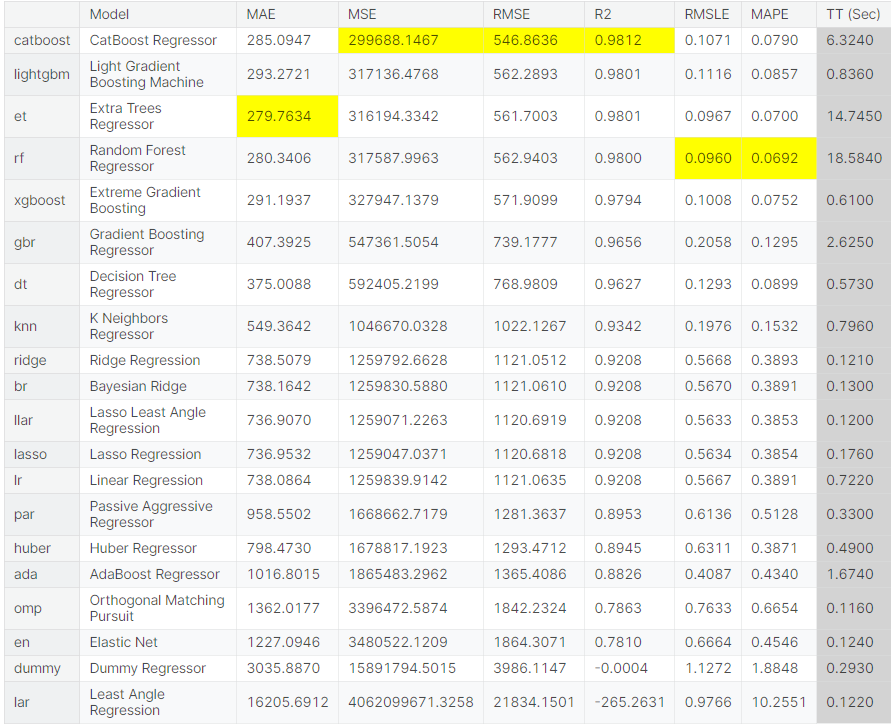 Model MAE MSE RMSE R2 RMSLE MAPE TT (Sec)
catboost CatBoost Regressor 285.0947 299688.1467 546.8636 0.9812 0.1071 0.0790 6.3240
lightgbm Light Gradient Boosting Machine 293.2721 317136.4768 562.2893 0.9801 0.1116 0.0857 0.8360
et Extra Trees Regressor 279.7634 316194.3342 561.7003 0.9801 0.0967 0.0700 14.7450
rf Random Forest Regressor 280.3406 317587.9963 562.9403 0.9800 0.0960 0.0692 18.5840
xgboost Extreme Gradient Boosting 291.1937 327947.1379 571.9099 0.9794 0.1008 0.0752 0.6100
gbr Gradient Boosting Regressor 407.3925 547361.5054 739.1777 0.9656 0.2058 0.1295 2.6250
dt Decision Tree Regressor 375.0088 592405.2199 768.9809 0.9627 0.1293 0.0899 0.5730
knn K Neighbors Regressor 549.3642 1046670.0328 1022.1267 0.9342 0.1976 0.1532 0.7960
ridge Ridge Regression 738.5079 1259792.6628 1121.0512 0.9208 0.5668 0.3893 0.1210
br Bayesian Ridge 738.1642 1259830.5880 1121.0610 0.9208 0.5670 0.3891 0.1300
llar Lasso Least Angle Regression 736.9070 1259071.2263 1120.6919 0.9208 0.5633 0.3853 0.1200
lasso Lasso Regression 736.9532 1259047.0371 1120.6818 0.9208 0.5634 0.3854 0.1760
lr Linear Regression 738.0864 1259839.9142 1121.0635 0.9208 0.5667 0.3891 0.7220
par Passive Aggressive Regressor 958.5502 1668662.7179 1281.3637 0.8953 0.6136 0.5128 0.3300
huber Huber Regressor 798.4730 1678817.1923 1293.4712 0.8945 0.6311 0.3871 0.4900
ada AdaBoost Regressor 1016.8015 1865483.2962 1365.4086 0.8826 0.4087 0.4340 1.6740
omp Orthogonal Matching Pursuit 1362.0177 3396472.5874 1842.2324 0.7863 0.7633 0.6654 0.1160
en Elastic Net 1227.0946 3480522.1209 1864.3071 0.7810 0.6664 0.4546 0.1240
dummy Dummy Regressor 3035.8870 15891794.5015 3986.1147 -0.0004 1.1272 1.8848 0.2930
lar Least Angle Regression 16205.6912 4062099671.3258 21834.1501 -265.2631 0.9766 10.2551 0.1220